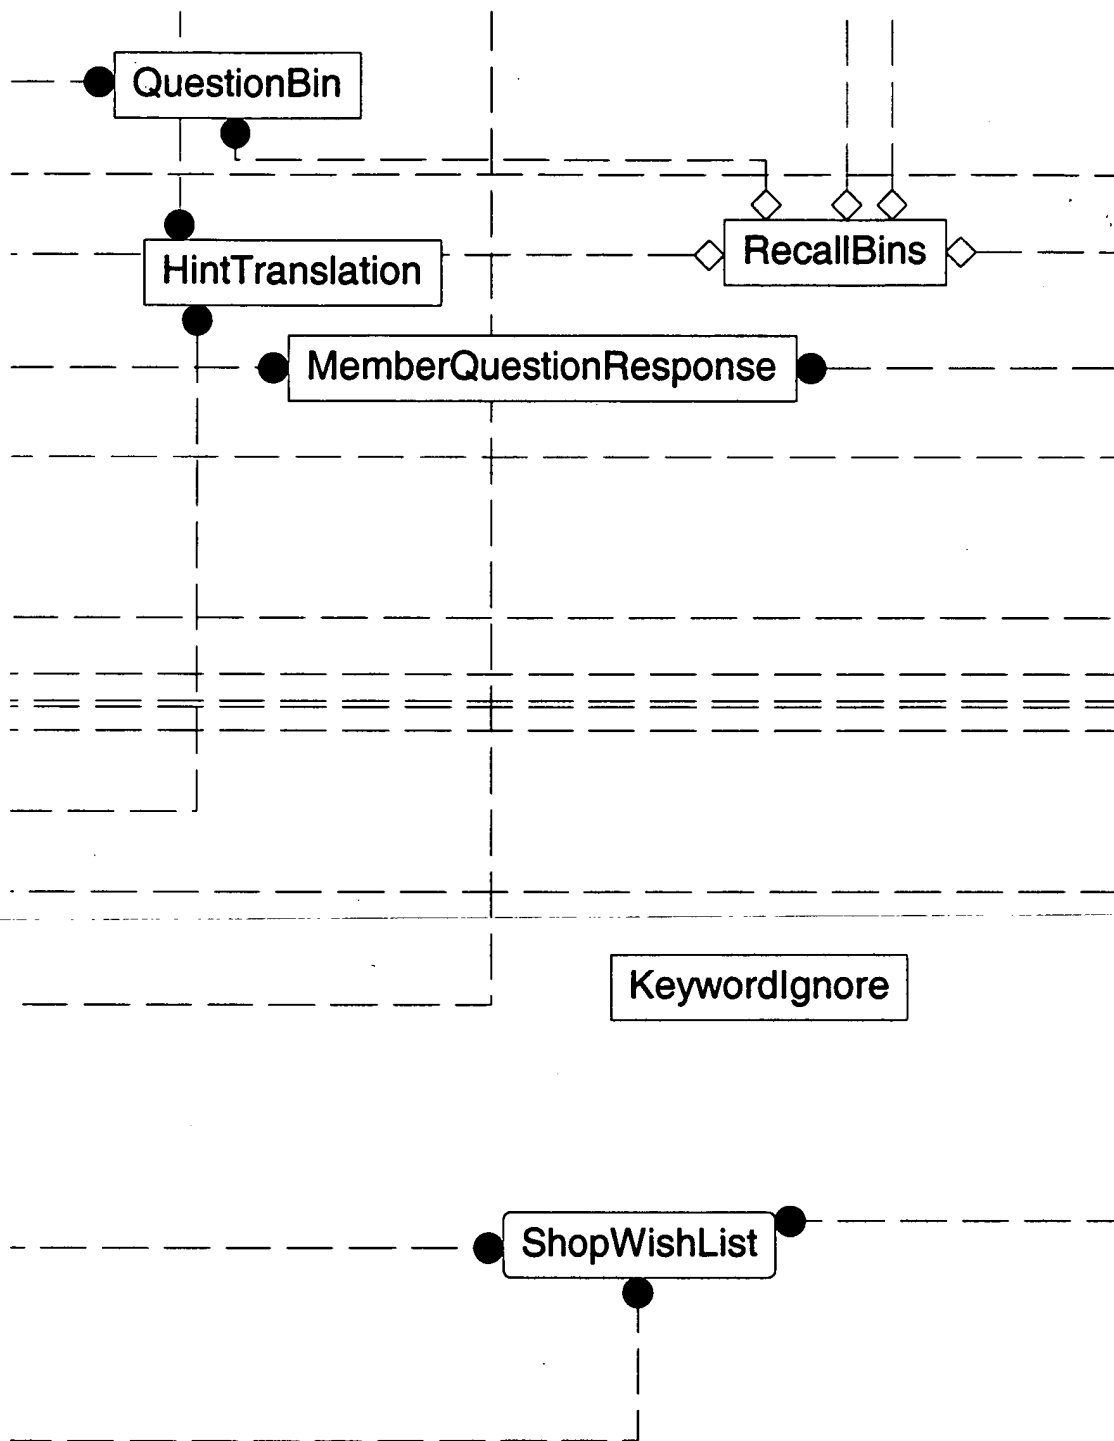 QuestionBin
RecallBins
HintTranslation
MemberQuestionResponse
KeywordIgnore
ShopWishList